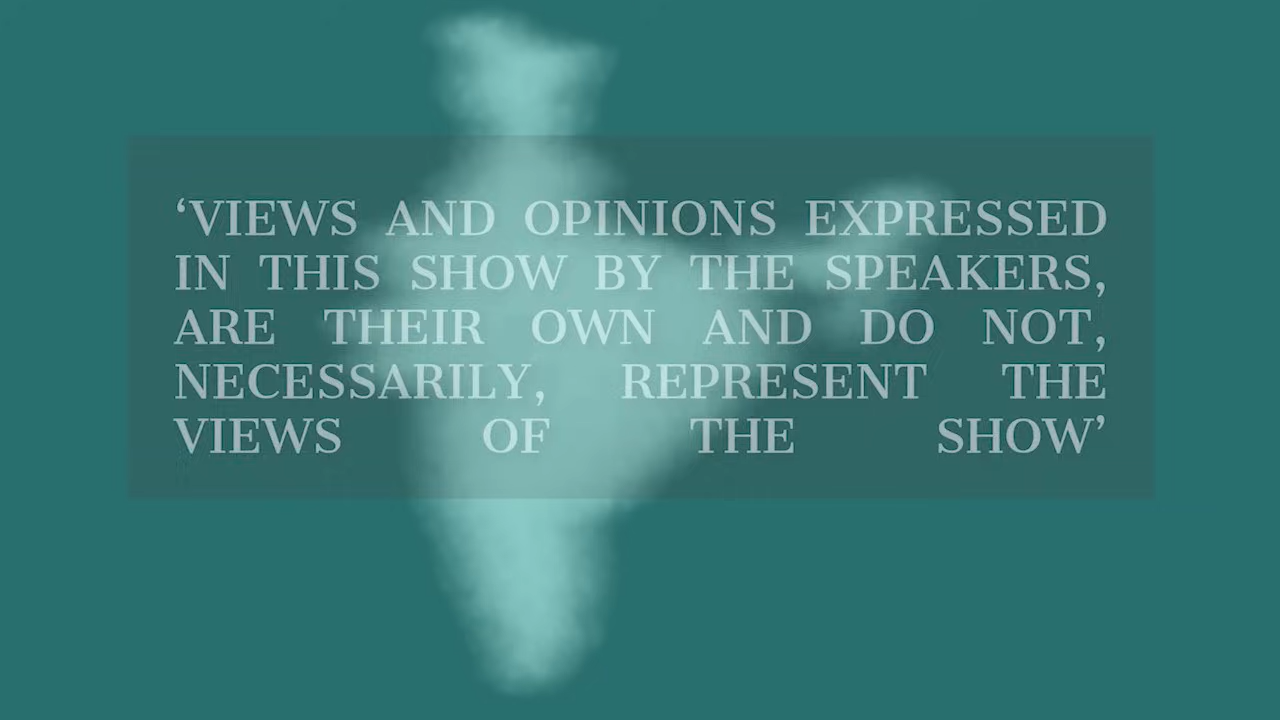 ‘VIEWS AND OPINIONS EXPRESSED
IN THIS SHOW BY THE SPEAKERS,
ARE THEIR OWN AND DO NOT,
NECESSARILY, REPRESENT THE
VIEWS OF THE SHOW’